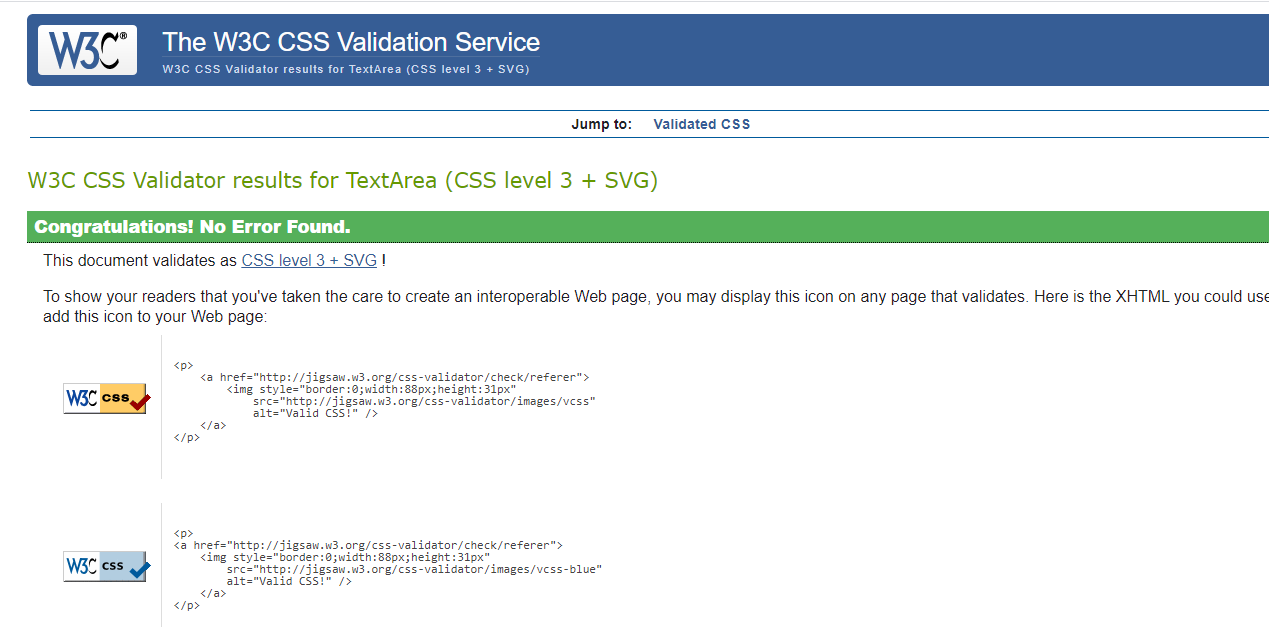 W3C®
The W3C CSS Validation Service
W3C CSS Validator results for TextArea (CSS level 3 + SVG)
Jump to: Validated CSS
W3C CSS Validator results for TextArea (CSS level 3 + SVG)
Congratulations! No Error Found.
This document validates as CSS level 3 + SVG !
To show your readers that you've taken the care to create an interoperable Web page, you may display this icon on any page that validates. Here is the XHTML you could use
add this icon to your Web page:
W3C css
<p>
    <a href="http://jigsaw.w3.org/css-validator/check/referer">
        <img style="border:0;width:88px;height:31px"
            src="http://jigsaw.w3.org/css-validator/images/vcss"
            alt="Valid CSS!" />
    </a>
</p>
W3C css
<p>
<a href="http://jigsaw.w3.org/css-validator/check/referer">
    <img style="border:0;width:88px;height:31px"
        src="http://jigsaw.w3.org/css-validator/images/vcss-blue"
        alt="Valid CSS!" />
    </a>
</p>